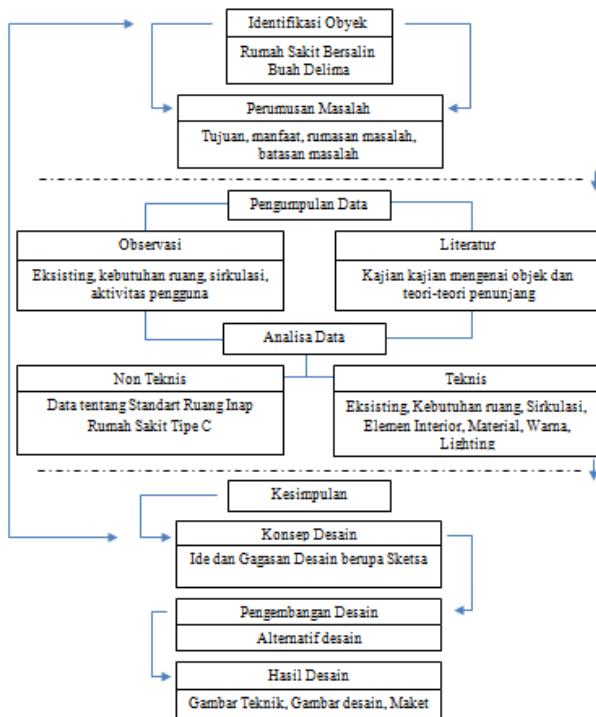 Identifikasi Obyek
Rumah Sakit Bersalin
Buah Delima
Perumusan Masalah
Tujuan, manfaat, rumasan masalah,
batasan masalah
Pengumpulan Data
Observasi
Eksisting, kebutuhan ruang, sirkulasi,
aktivitas pengguna
Literatur
Kajian kajian mengenai objek dan
teori-teori penunjang
Analisa Data
Non Teknis
Data tentang Standart Ruang Inap
Rumah Sakit Tipe C
Teknis
Eksisting, Kebutuhan ruang, Sirkulasi,
Elemen Interior, Material, Warna,
Lighting
Kesimpulan
Konsep Desain
Ide dan Gagasan Desain berupa Sketsa
Pengembangan Desain
Alternatif desain
Hasil Desain
Gambar Teknik, Gambar desain, Maket